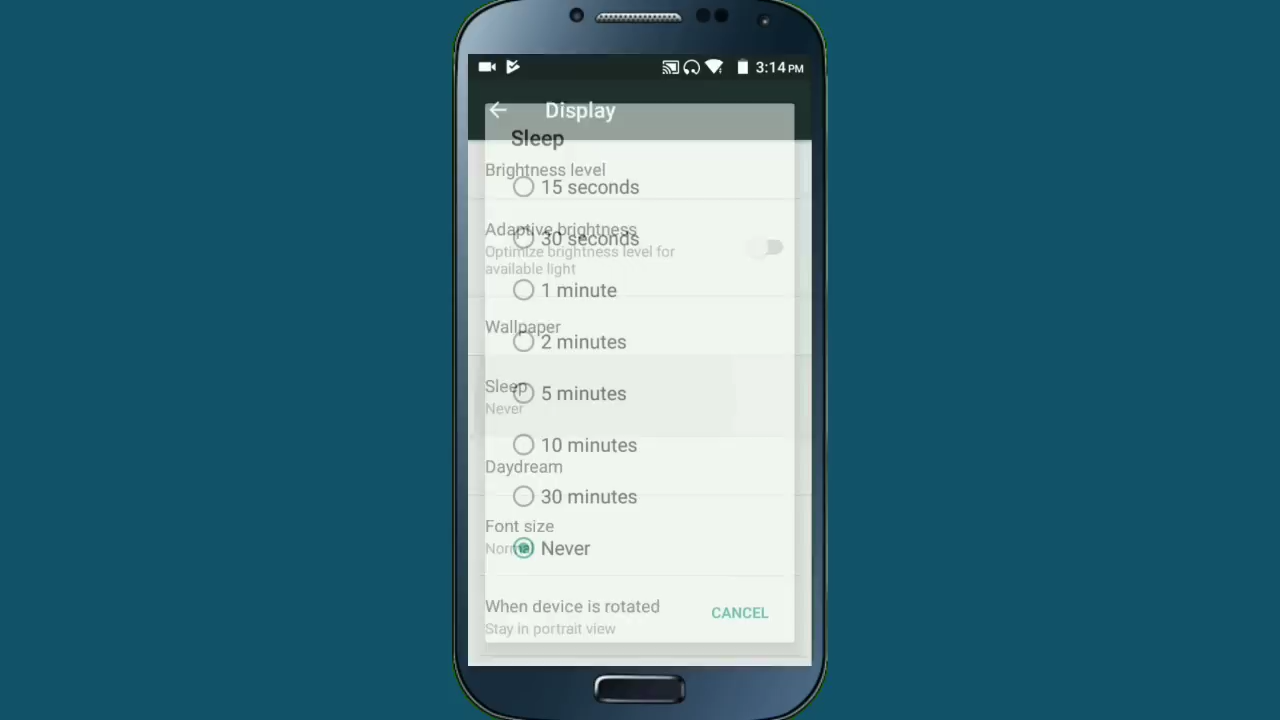 3:14 PM
Display
Sleep
Brightness level
15 seconds
Adaptive brightness
30 seconds
Optimize brightness level for
available light
1 minute
Wallpaper
2 minutes
Sleep
5 minutes
Never
10 minutes
Daydream
30 minutes
Font size
Normal
Never
When device is rotated
CANCEL
Stay in portrait view